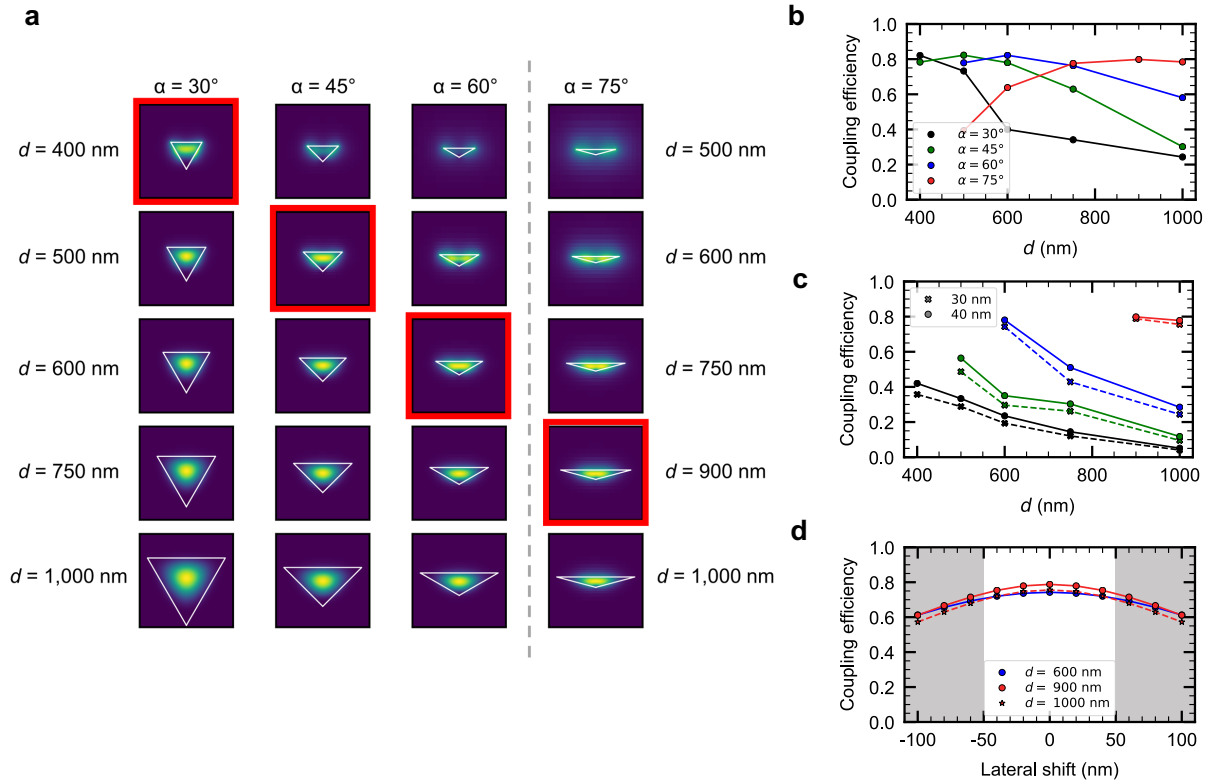 a
α = 30°
α = 45°
α = 60°
α = 75°
d = 400 nm
d = 500 nm
d = 500 nm
d = 600 nm
d = 600 nm
d = 750 nm
d = 750 nm
d = 900 nm
d = 1,000 nm
d = 1,000 nm
b
Coupling efficiency
1.0
0.8
0.6
0.4
0.2
0.0
α = 30°
α = 45°
α = 60°
α = 75°
400
600
800
1000
d (nm)
c
Coupling efficiency
1.0
0.8
0.6
0.4
0.2
0.0
30 nm
40 nm
400
600
800
1000
d (nm)
d
Coupling efficiency
1.0
0.8
0.6
0.4
0.2
0.0
d = 600 nm
d = 900 nm
d = 1000 nm
-100
-50
0
50
100
Lateral shift (nm)